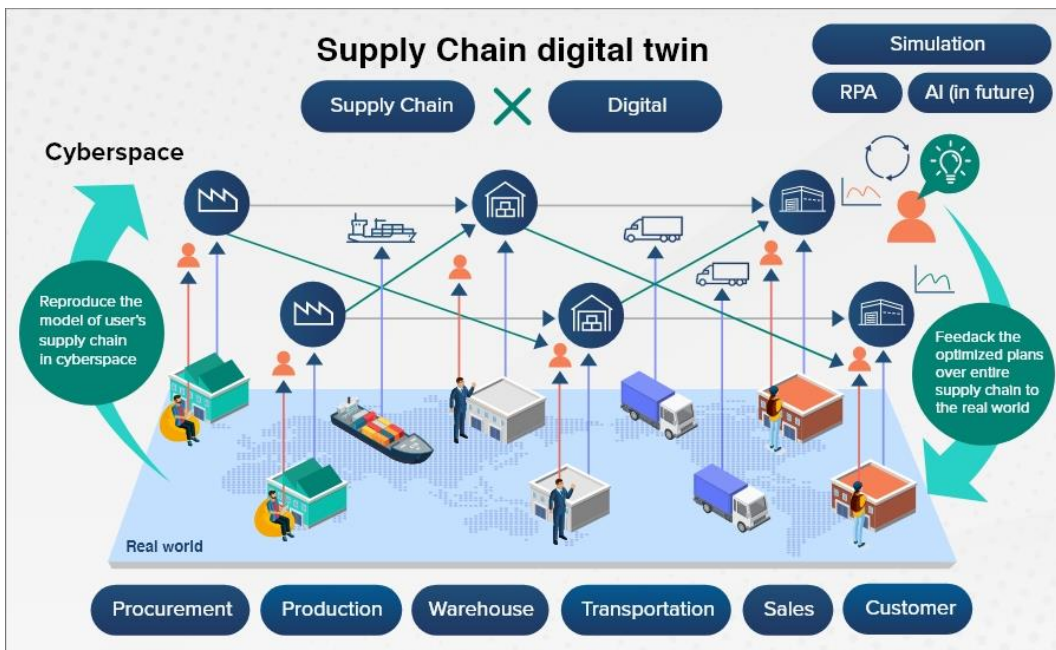 Supply Chain digital twin
Supply Chain
Digital
Simulation
RPA
AI (in future)
Cyberspace
Reproduce the
model of user's
supply chain
in cyberspace
Feedack the
optimized plans
over entire
supply chain to
the real world
Real world
Procurement
Production
Warehouse
Transportation
Sales
Customer